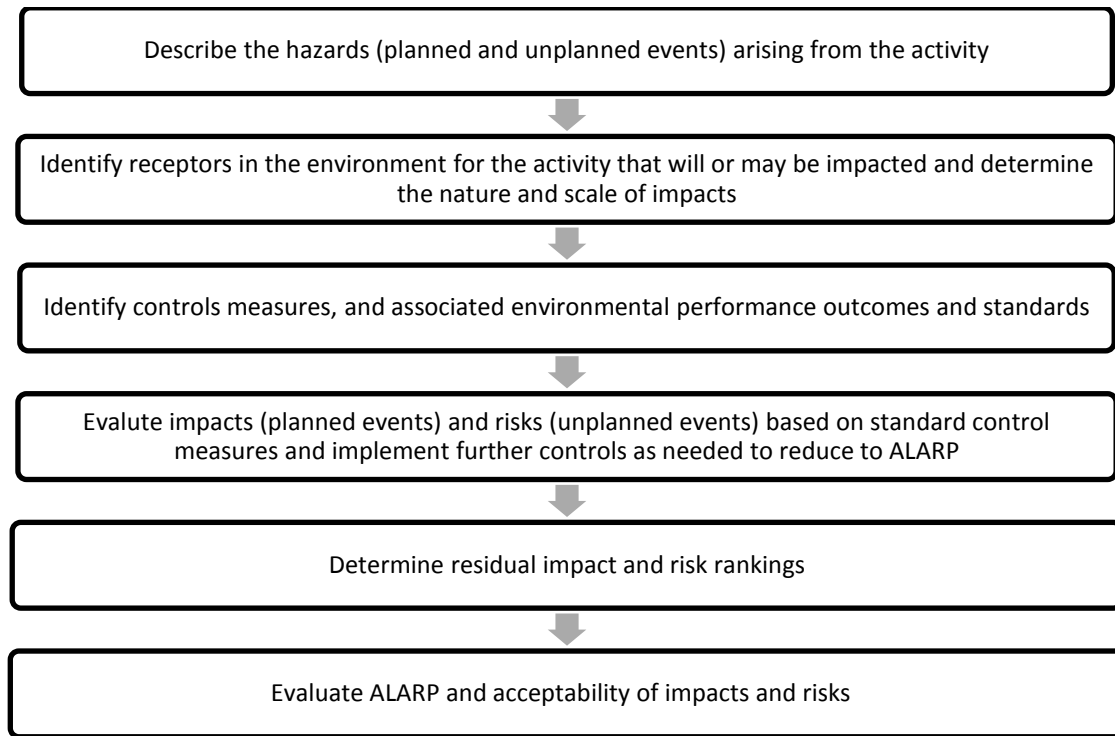 Describe the hazards (planned and unplanned events) arising from the activity
Identify receptors in the environment for the activity that will or may be impacted and determine
the nature and scale of impacts
Identify controls measures, and associated environmental performance outcomes and standards
Evalute impacts (planned events) and risks (unplanned events) based on standard control
measures and implement further controls as needed to reduce to ALARP
Determine residual impact and risk rankings
Evaluate ALARP and acceptability of impacts and risks